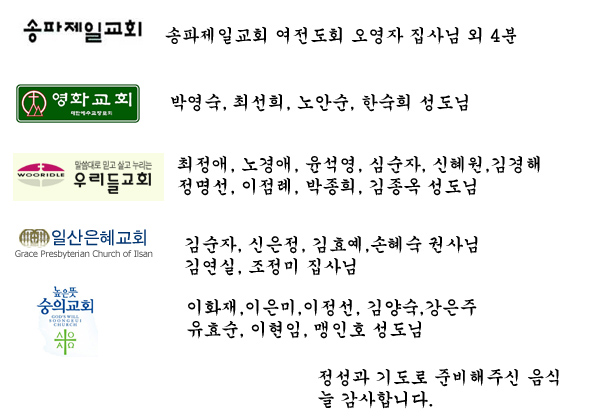 송파제일교회 송파제일교회 여전도회 오영자 집사님 외 4분
영화교회 박영숙, 최선희, 노안순, 한숙희 성도님
대한예수교장로회
말씀대로 믿고 살고 누리는 최정애, 노경애, 윤석영, 심순자, 신혜원,김경해
WOORIDLE 우리들교회 정명선, 이점례, 박종희, 김종옥 성도님
일산은혜교회 김순자, 신은정, 김효예,손혜숙 권사님
Grace Presbyterian Church of Ilsan 김연실, 조정미 집사님
높은뜻
숭의교회 이화재,이은미,이정선, 김양숙,강은주
GOD'S WILL SOONGEUI CHURCH 유효순, 이현임, 맹인호 성도님
Α Ο
Α Ω
정성과 기도로 준비해주신 음식
늘 감사합니다.